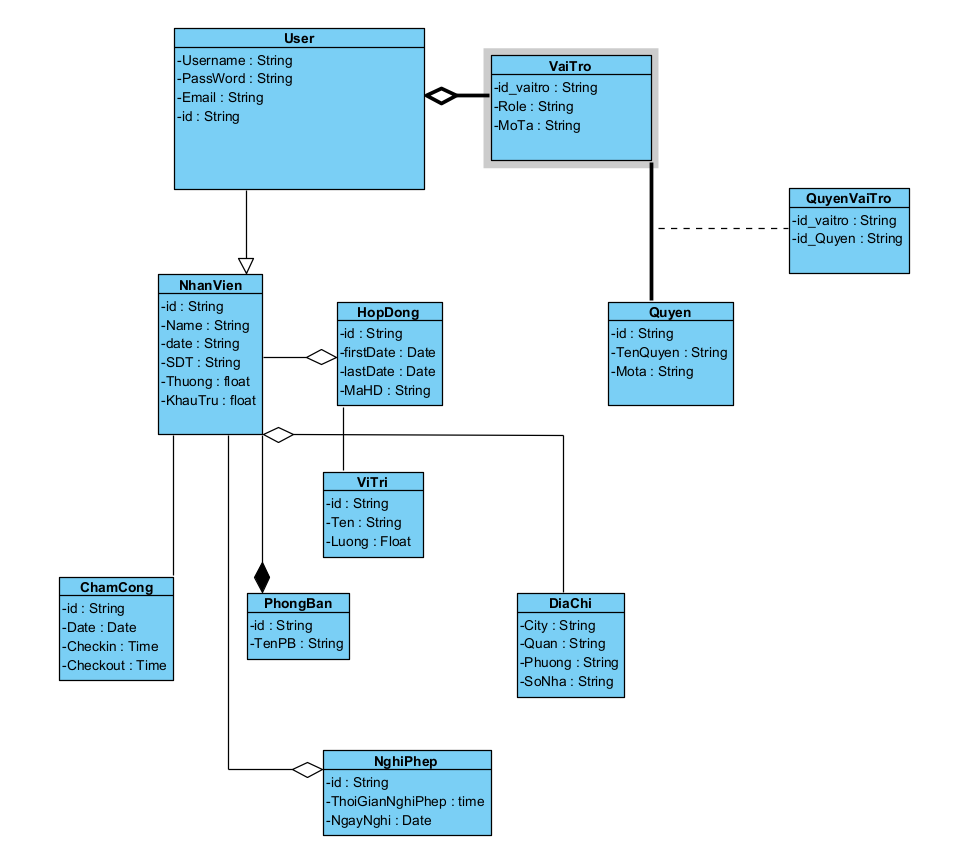 User
-Username : String
-PassWord : String
-Email : String
-id : String
VaiTro
-id_vaitro : String
-Role : String
-MoTa : String
QuyenVaiTro
-id_vaitro : String
-id_Quyen : String
NhanVien
-id : String
-Name : String
-date : String
-SDT : String
-Thuong : float
-KhauTru : float
HopDong
-id : String
-firstDate : Date
-lastDate : Date
-MaHD : String
Quyen
-id : String
-TenQuyen : String
-Mota : String
ViTri
-id : String
-Ten : String
-Luong : Float
ChamCong
-id : String
-Date : Date
-Checkin : Time
-Checkout : Time
PhongBan
-id : String
-TenPB : String
DiaChi
-City : String
-Quan : String
-Phuong : String
-SoNha : String
NghiPhep
-id : String
-ThoiGianNghiPhep : time
-NgayNghi : Date